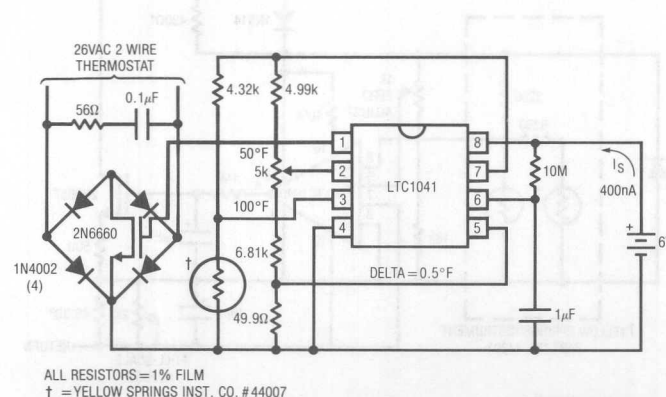 26VAC 2 WIRE
THERMOSTAT
56Ω
0.1µF
4.32k
4.99k
50°F
5k
100°F
2N6660
1N4002
(4)
†
6.81k
49.9Ω
1
2
3
4
LTC1041
8
7
6
5
DELTA = 0.5°F
10M
1µF
IS
400nA
+
6
ALL RESISTORS = 1% FILM
† = YELLOW SPRINGS INST. CO. #44007